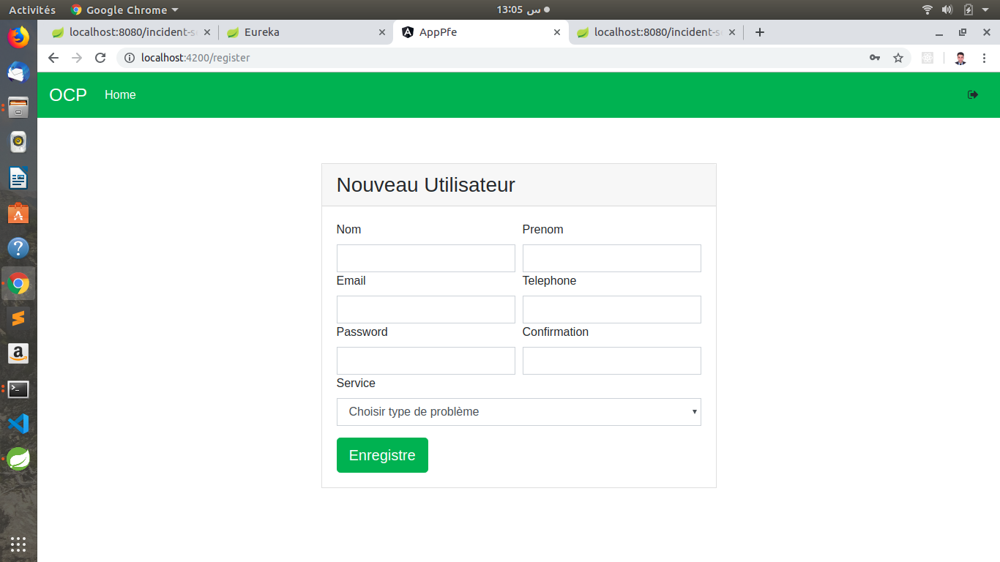 Activités Google Chrome 13:05 س
localhost:8080/incident-s Eureka AppPfe localhost:8080/incident-s
localhost:4200/register
OCP Home
Nouveau Utilisateur
Nom Prenom
Email Telephone
Password Confirmation
Service
Choisir type de problème
Enregistre